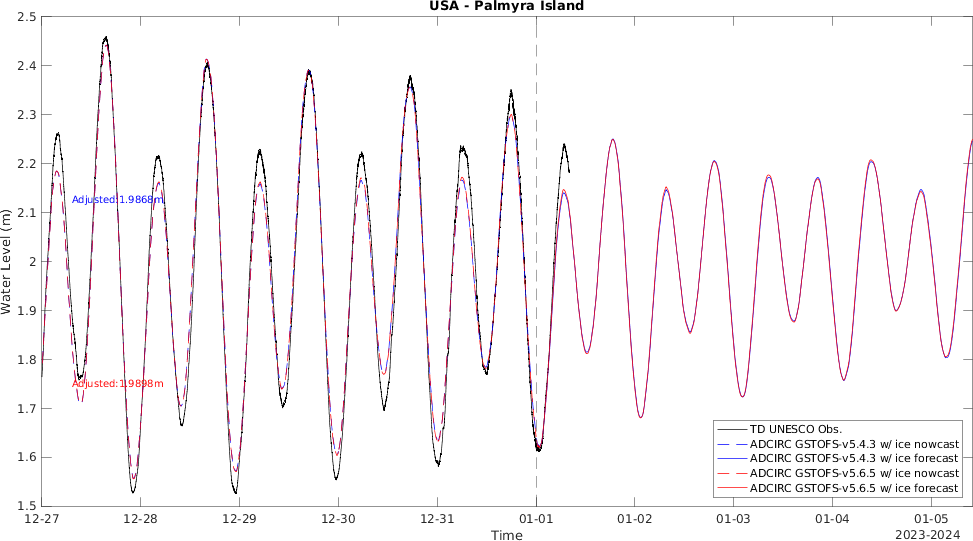 USA - Palmyra Island
2.5
2.4
2.3
2.2
2.1
2
1.9
1.8
1.7
1.6
1.5
Water Level (m)
Adjusted:1.9868m
Adjusted:1.9898m
TD UNESCO Obs.
ADCIRC GSTOFS-v5.4.3 w/ ice nowcast
ADCIRC GSTOFS-v5.4.3 w/ ice forecast
ADCIRC GSTOFS-v5.6.5 w/ ice nowcast
ADCIRC GSTOFS-v5.6.5 w/ ice forecast
12-27 12-28 12-29 12-30 12-31 01-01 01-02 01-03 01-04 01-05
Time
2023-2024